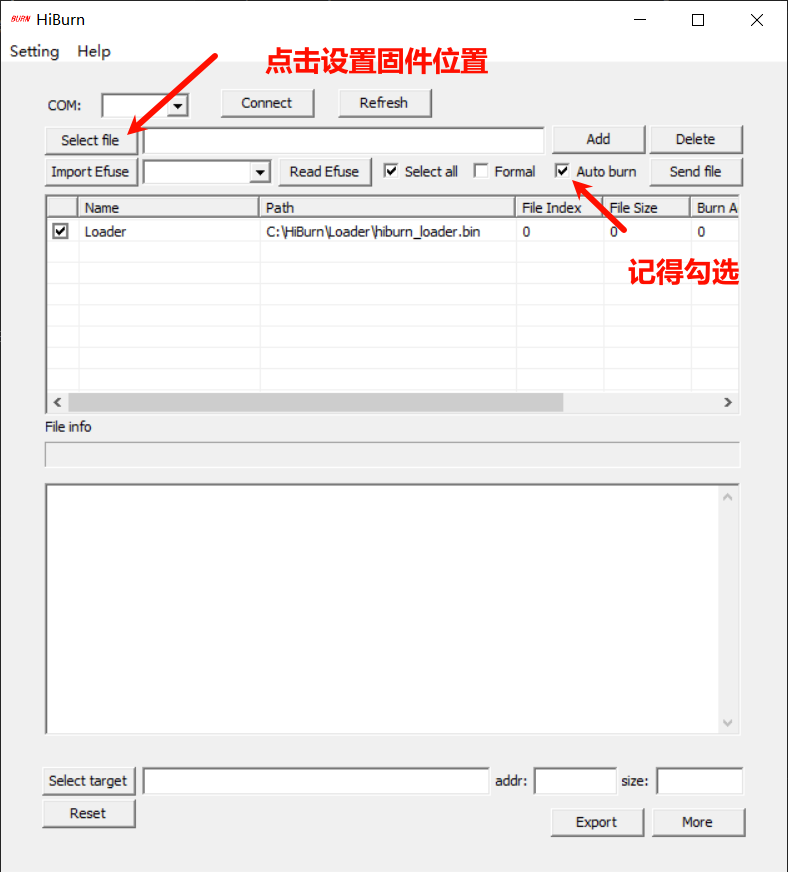 BURN HiBurn
Setting Help
点击设置固件位置
COM: Connect Refresh
Select file Add Delete
Import Efuse Read Efuse Select all Formal Auto burn Send file
Name Path File Index File Size Burn A
Loader C:\HiBurn\Loader\hiburn_loader.bin 0 0 0
记得勾选
File info
Select target addr: size:
Reset
Export More